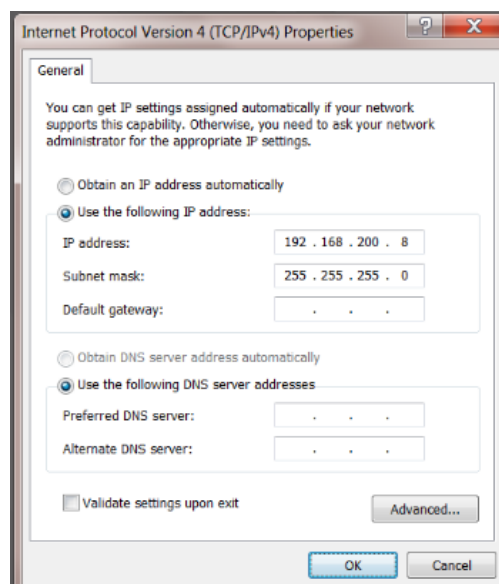 Internet Protocol Version 4 (TCP/IPv4) Properties
General
You can get IP settings assigned automatically if your network
supports this capability. Otherwise, you need to ask your network
administrator for the appropriate IP settings.
Obtain an IP address automatically
Use the following IP address:
IP address: 192 . 168 . 200 . 8
Subnet mask: 255 . 255 . 255 . 0
Default gateway: . . .
Obtain DNS server address automatically
Use the following DNS server addresses
Preferred DNS server: . . .
Alternate DNS server: . . .
Validate settings upon exit
Advanced...
OK Cancel